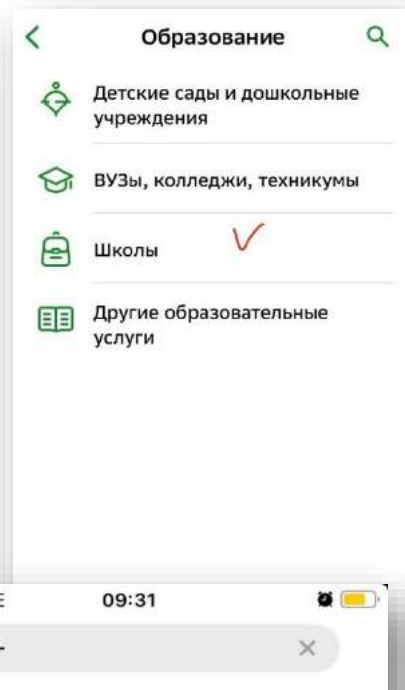 Образование
Детские сады и дошкольные
учреждения
ВУЗы, колледжи, техникумы
Школы
Другие образовательные
услуги
09:31